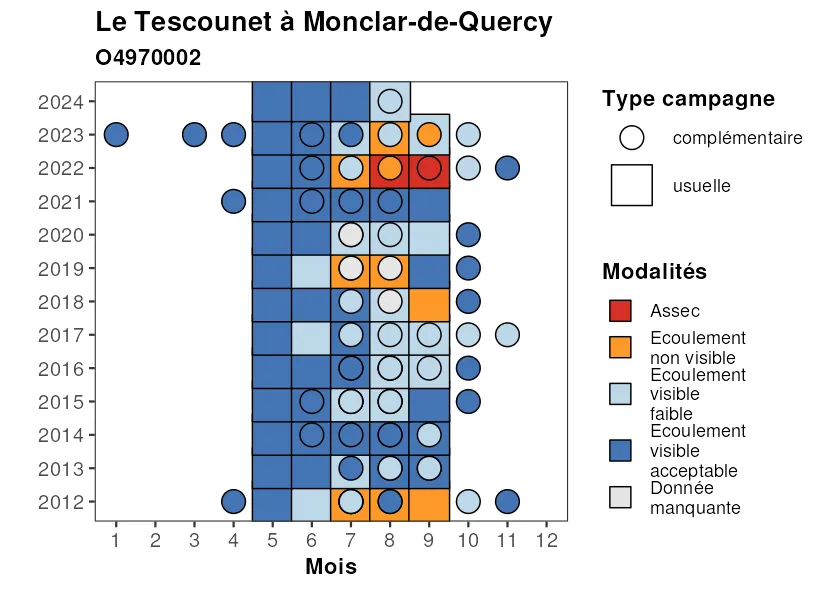 Le Tescounet à Monclar-de-Quercy
O4970002
2024
2023
2022
2021
2020
2019
2018
2017
2016
2015
2014
2013
2012
1 2 3 4 5 6 7 8 9 10 11 12
Mois
Type campagne
complémentaire
usuelle
Modalités
Assec
Ecoulement
non visible
Ecoulement
visible
faible
Ecoulement
visible
acceptable
Donnée
manquante